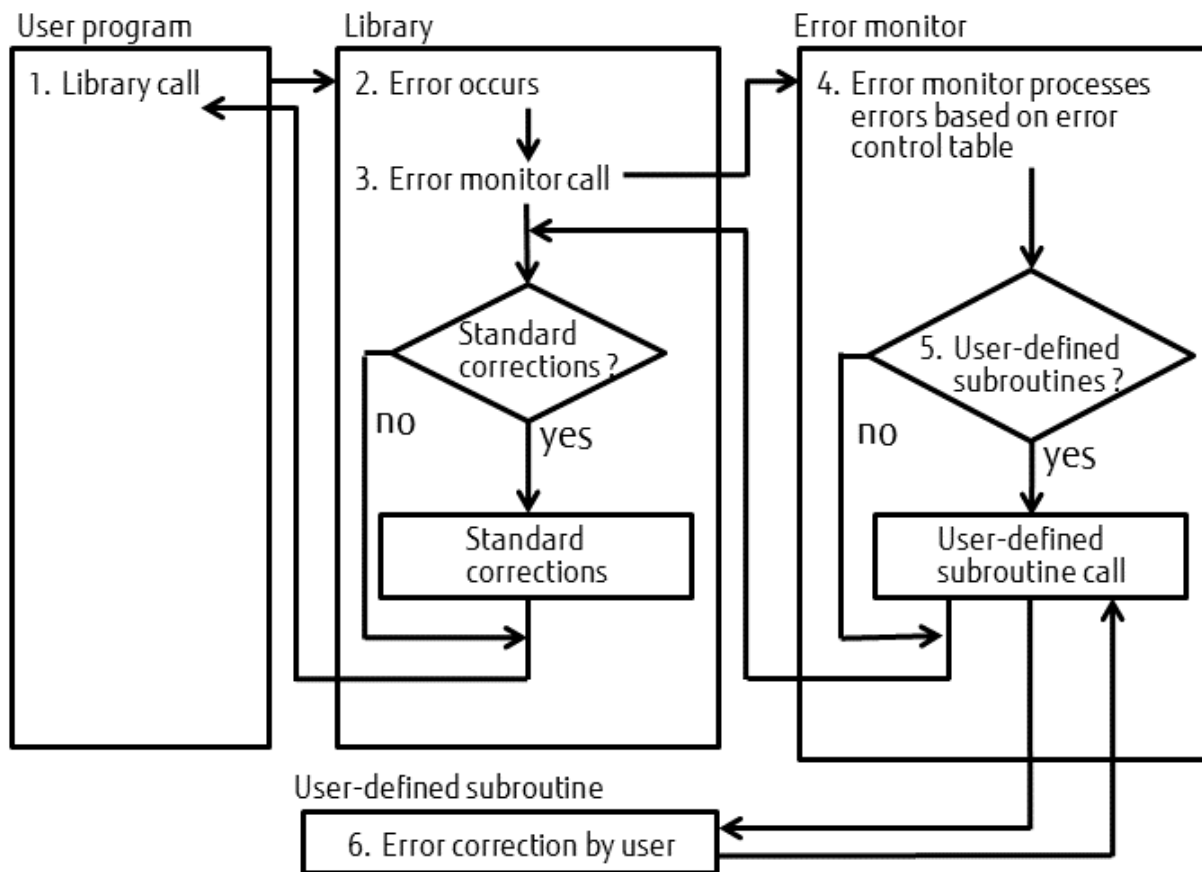 User program
1. Library call
Library
2. Error occurs
3. Error monitor call
Standard
corrections ?
no
yes
Standard
corrections
Error monitor
4. Error monitor processes
errors based on error
control table
5. User-defined
subroutines ?
no
yes
User-defined
subroutine call
User-defined subroutine
6. Error correction by user